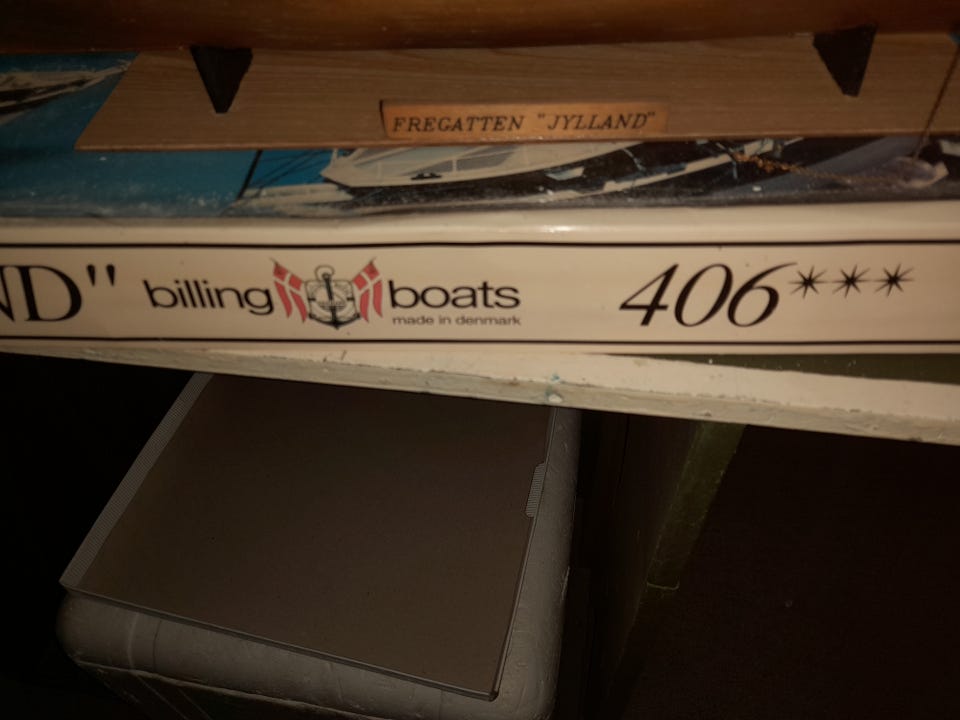 FREGATTEN "JYLLAND"
ND" billing boats 406***
made in denmark